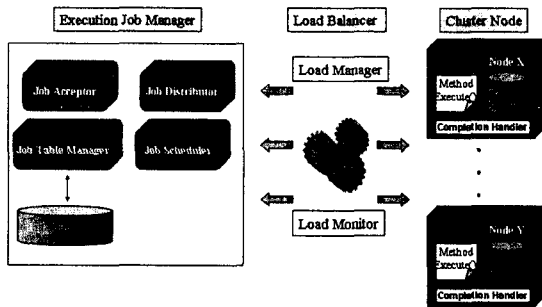 Execution Job Manager
Load Balancer
Cluster Node
Job Acceptor
Job Distributor
Job Table Manager
Job Scheduler
Load Manager
Load Monitor
Node X
Method
Execute
Completion Handler
Node Y
Method
Execute
Completion Handler